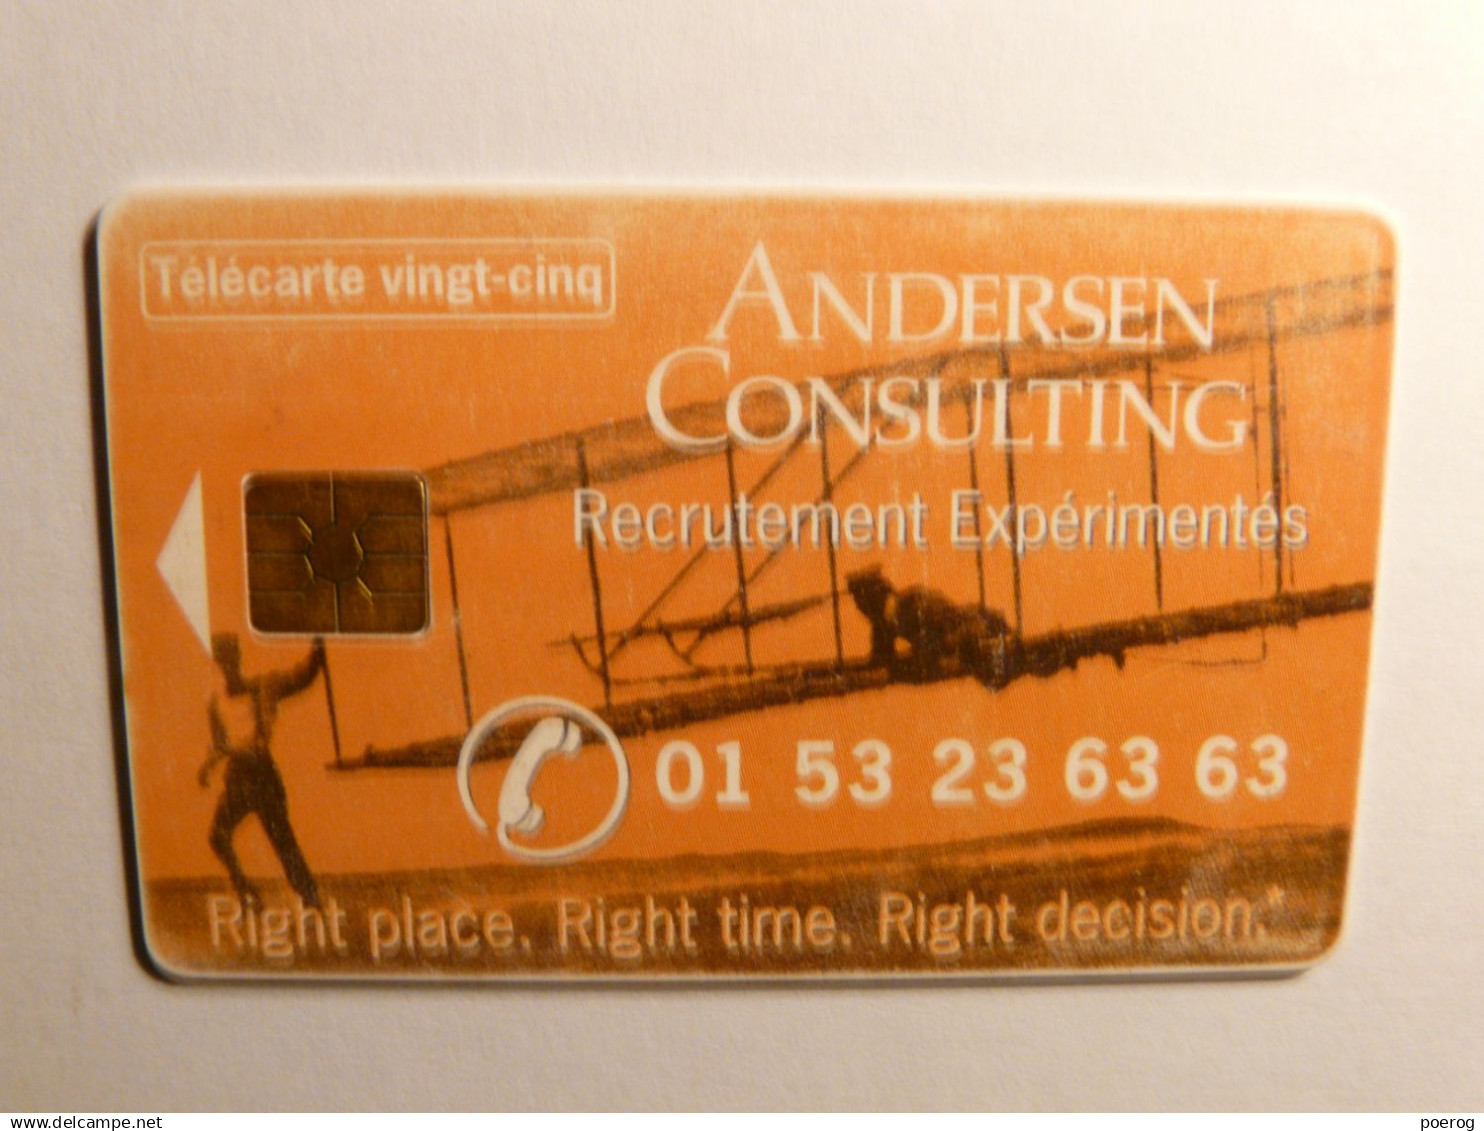 Télécarte vingt-cinq
ANDERSEN
CONSULTING
Recrutement Expérimentés
01 53 23 63 63
Right place. Right time. Right decision.*
delcampe.net
poerog